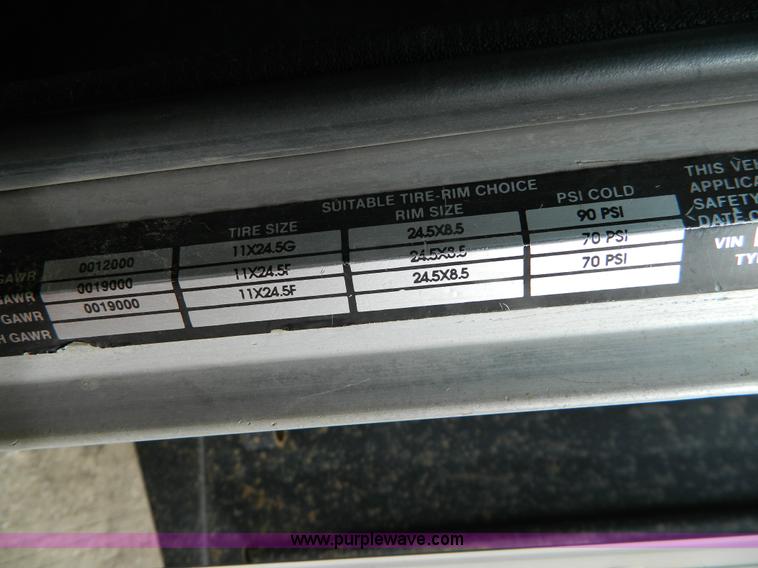 SUITABLE TIRE-RIM CHOICE
TIRE SIZE RIM SIZE PSI COLD
GAWR 0012000 11X24.5G 24.5X8.5 90 PSI
GAWR 0019000 11X24.5F 24.5X8.5 70 PSI
GAWR 0019000 11X24.5F 24.5X8.5 70 PSI
H GAWR
THIS VEH
APPLICA
SAFETY
DATE O
VIN
TYP
www.purplewave.com